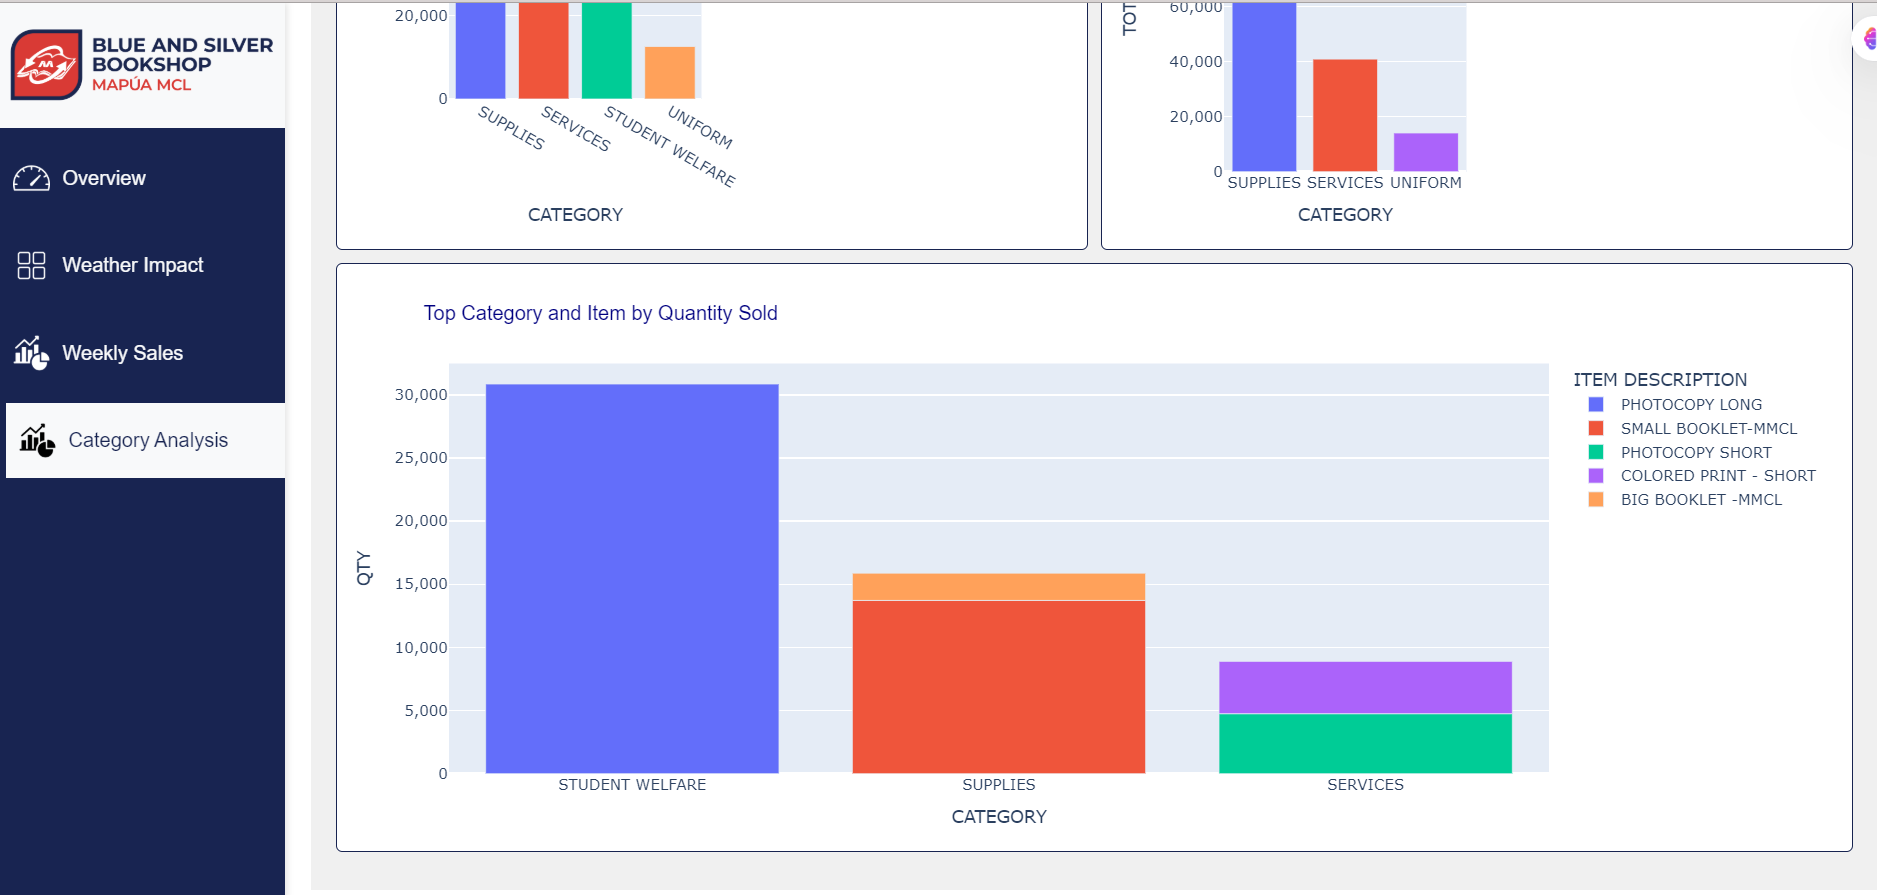 BLUE AND SILVER
BOOKSHOP
MAPÚA MCL
Overview
Weather Impact
Weekly Sales
Category Analysis
20,000
0
SUPPLIES
SERVICES
STUDENT WELFARE
UNIFORM
CATEGORY
60,000
40,000
20,000
0
SUPPLIES SERVICES UNIFORM
CATEGORY
Top Category and Item by Quantity Sold
QTY
30,000
25,000
20,000
15,000
10,000
5,000
0
STUDENT WELFARE
SUPPLIES
SERVICES
CATEGORY
ITEM DESCRIPTION
PHOTOCOPY LONG
SMALL BOOKLET-MMCL
PHOTOCOPY SHORT
COLORED PRINT - SHORT
BIG BOOKLET -MMCL